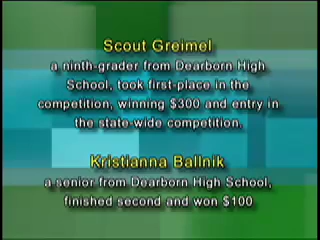 Scout Greimel
a ninth-grader from Dearborn High
School, took first-place in the
competition, winning $300 and entry in
the state-wide competition.
Kristianna Ballnik
a senior from Dearborn High School,
finished second and won $100